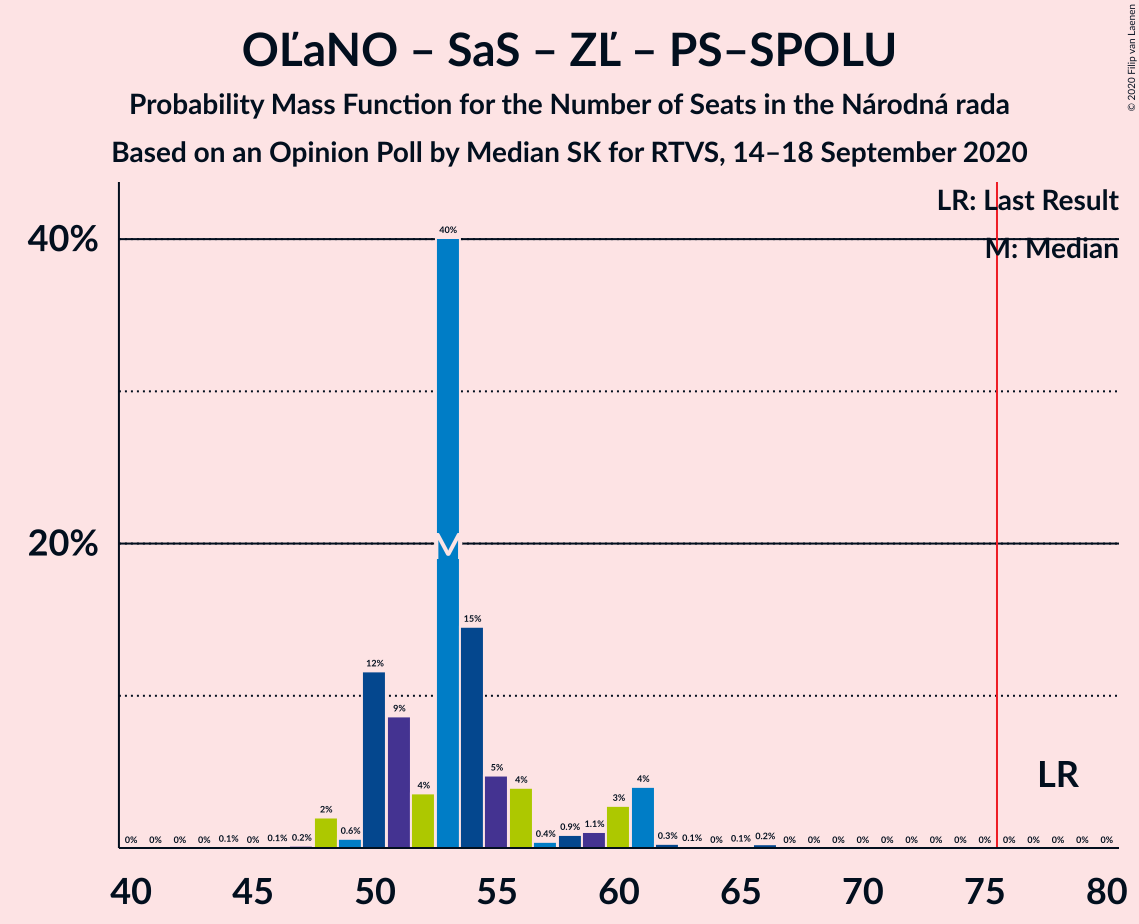 OĽaNO – SaS – ZĽ – PS–SPOLU
Probability Mass Function for the Number of Seats in the Národná rada
Based on an Opinion Poll by Median SK for RTVS, 14–18 September 2020
© 2020 Filip van Laenen
LR: Last Result
M: Median
40%
20%
0% 0% 0% 0% 0.1% 0% 0.1% 0.2% 2% 0.6% 12% 9% 4% 40% 15% 5% 4% 0.4% 0.9% 1.1% 3% 4% 0.3% 0.1% 0% 0.1% 0.2% 0% 0% 0% 0% 0% 0% 0% 0% 0% 0% 0% 0% 0% 0%
M
LR
40 45 50 55 60 65 70 75 80